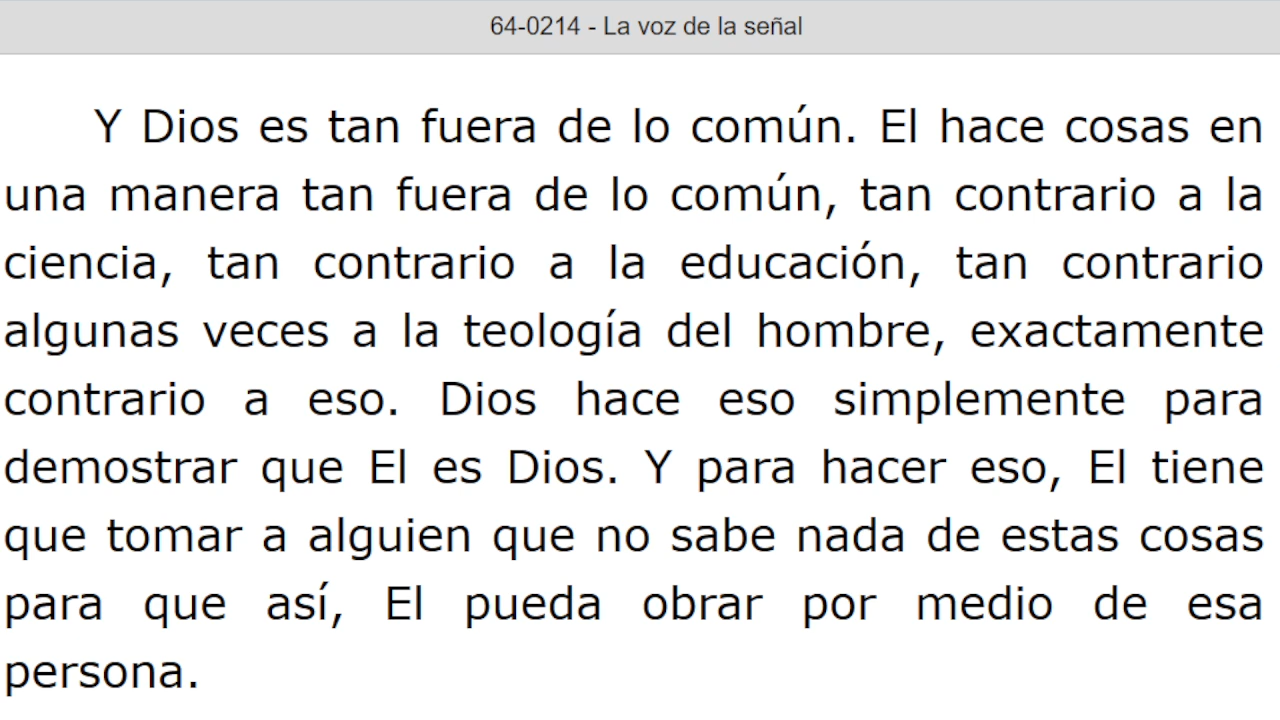 64-0214 - La voz de la señal
Y Dios es tan fuera de lo común. El hace cosas en
una manera tan fuera de lo común, tan contrario a la
ciencia, tan contrario a la educación, tan contrario
algunas veces a la teología del hombre, exactamente
contrario a eso. Dios hace eso simplemente para
demostrar que El es Dios. Y para hacer eso, El tiene
que tomar a alguien que no sabe nada de estas cosas
para que así, El pueda obrar por medio de esa
persona.